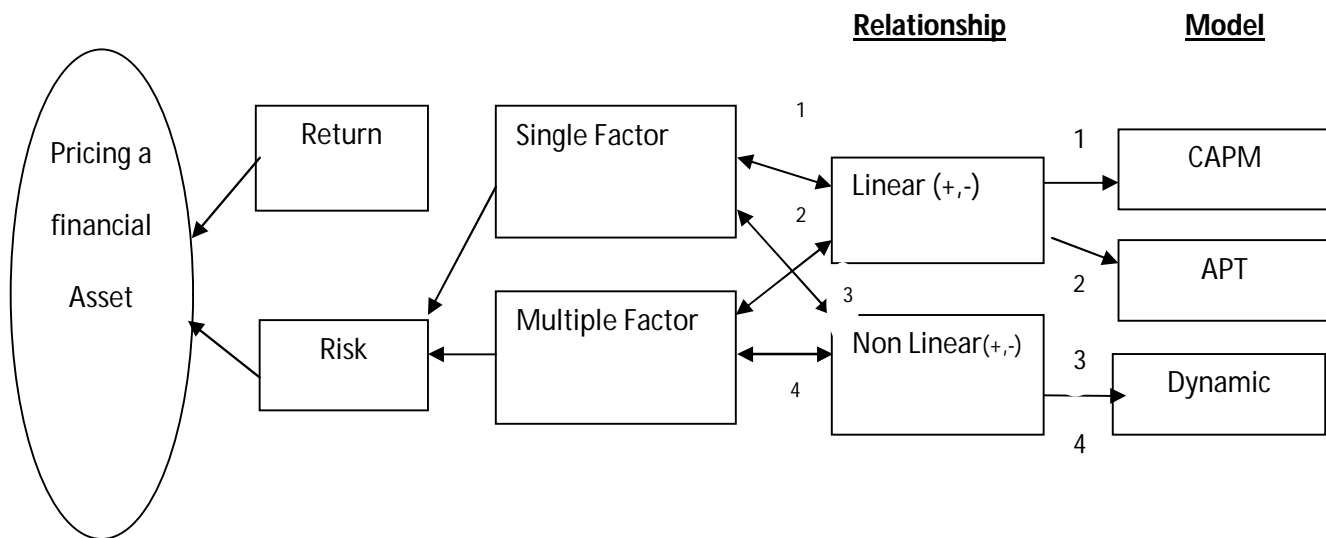 Relationship
Model
Pricing a
financial
Asset
Return
Risk
Single Factor
Multiple Factor
1
2
3
4
Linear (+,-)
Non Linear(+,-)
1
2
3
4
CAPM
APT
Dynamic